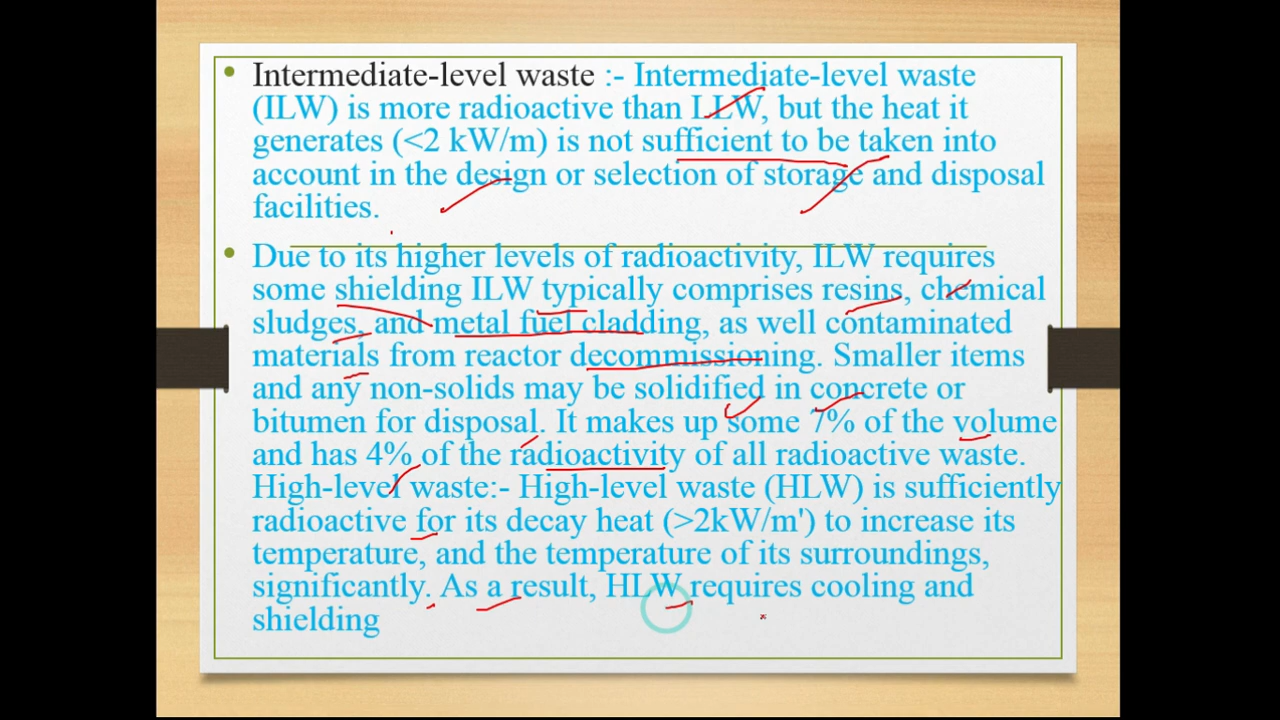 • Intermediate-level waste :- Intermediate-level waste
(ILW) is more radioactive than LLW, but the heat it
generates (<2 kW/m) is not sufficient to be taken into
account in the design or selection of storage and disposal
facilities.
• Due to its higher levels of radioactivity, ILW requires
some shielding ILW typically comprises resins, chemical
sludges, and metal fuel cladding, as well contaminated
materials from reactor decommissioning. Smaller items
and any non-solids may be solidified in concrete or
bitumen for disposal. It makes up some 7% of the volume
and has 4% of the radioactivity of all radioactive waste.
High-level waste:- High-level waste (HLW) is sufficiently
radioactive for its decay heat (>2kW/m') to increase its
temperature, and the temperature of its surroundings,
significantly. As a result, HLW requires cooling and
shielding